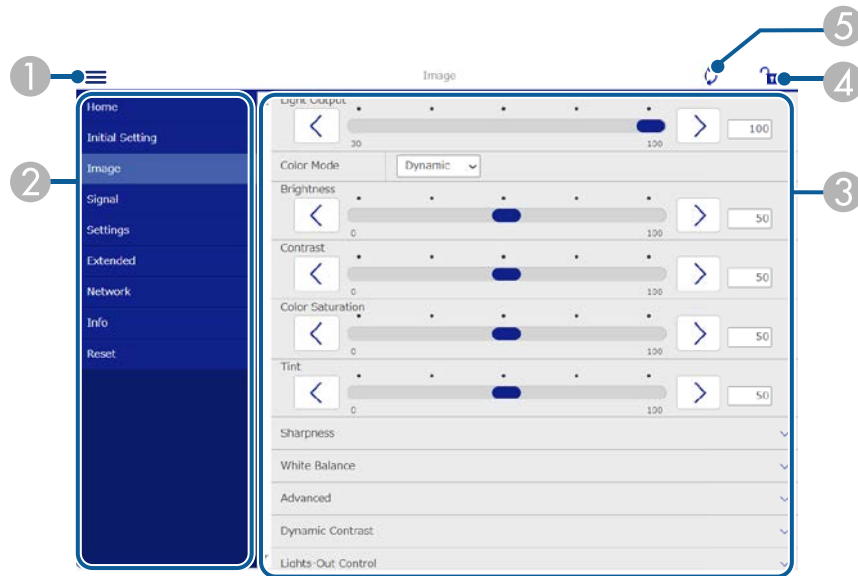 5
1
Image
4
Home
Light Output
30
100
100
Initial Setting
Image
Color Mode
Dynamic
2
3
Signal
Brightness
0
100
50
Settings
Extended
Contrast
0
100
50
Network
Info
Color Saturation
0
100
50
Reset
Tint
0
100
50
Sharpness
White Balance
Advanced
Dynamic Contrast
Lights-Out Control